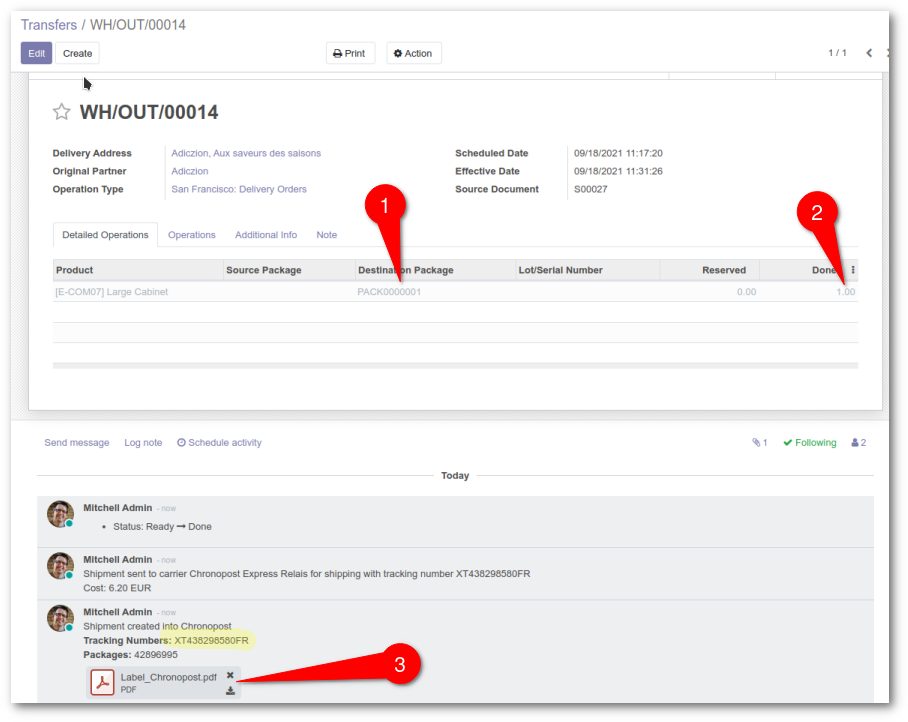 Transfers / WH/OUT/00014
Edit Create Print Action 1 / 1
WH/OUT/00014
Delivery Address Adiczion, Aux saveurs des saisons Scheduled Date 09/18/2021 11:17:20
Original Partner Adiczion Effective Date 09/18/2021 11:31:26
Operation Type San Francisco: Delivery Orders Source Document S00027
1
2
Detailed Operations Operations Additional Info Note
Product Source Package Destination Package Lot/Serial Number Reserved Done
[E-COM07] Large Cabinet PACK0000001 0.00 1.00
Send message Log note Schedule activity 1 Following 2
Today
Mitchell Admin - now
• Status: Ready → Done
Mitchell Admin - now
Shipment sent to carrier Chronopost Express Relais for shipping with tracking number XT438298580FR
Cost: 6.20 EUR
Mitchell Admin - now
Shipment created into Chronopost
Tracking Numbers: XT438298580FR
Packages: 42896995
3
Label_Chronopost.pdf
PDF